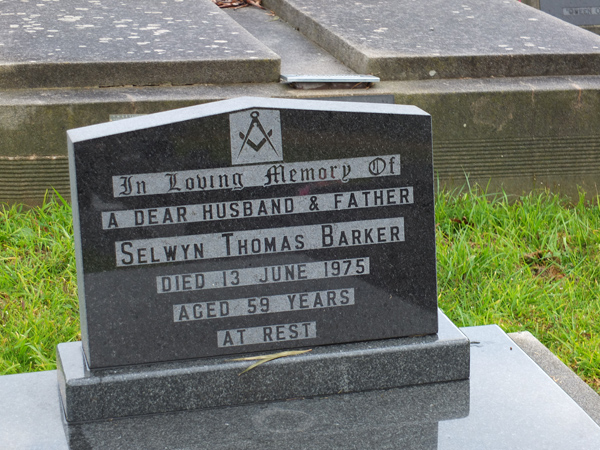 In Loving Memory Of
A DEAR HUSBAND & FATHER
SELWYN THOMAS BARKER
DIED 13 JUNE 1975
AGED 59 YEARS
AT REST